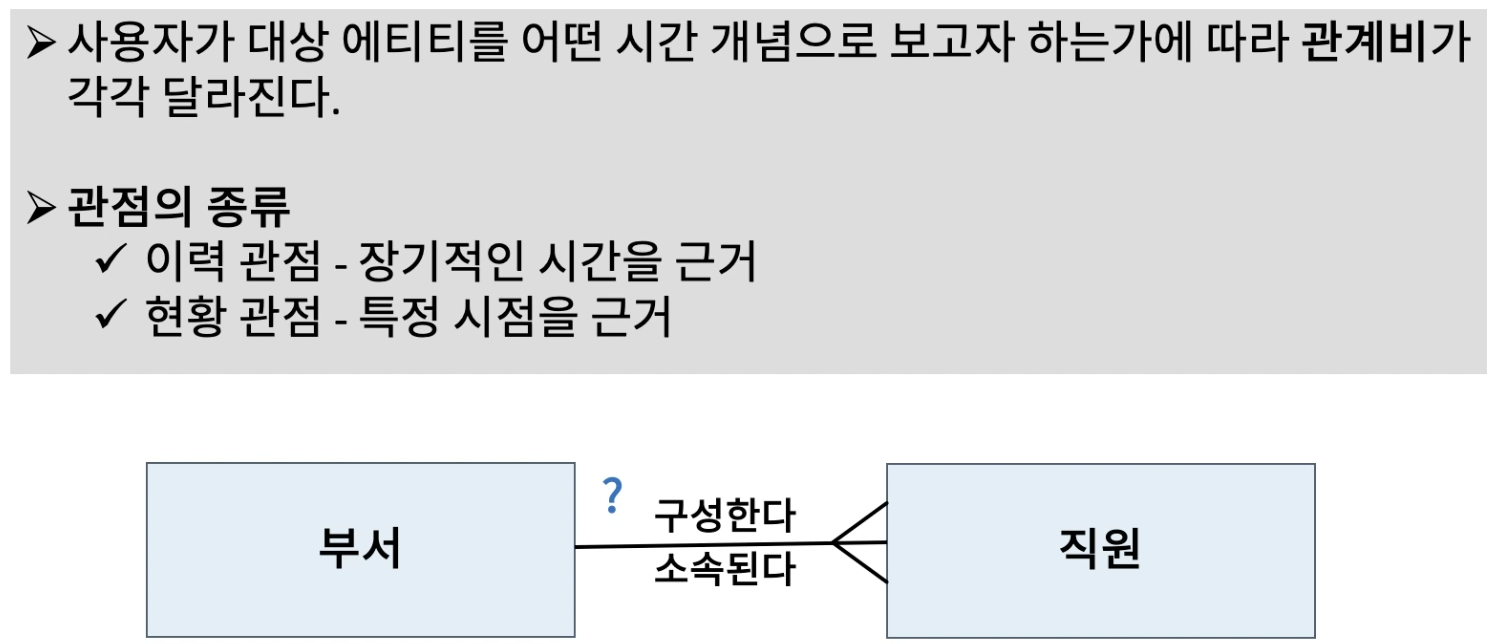 ➢ 사용자가 대상 에티티를 어떤 시간 개념으로 보고자 하는가에 따라 관계비가
각각 달라진다.
➢ 관점의 종류
✓ 이력 관점 - 장기적인 시간을 근거
✓ 현황 관점 - 특정 시점을 근거
부서
?
구성한다
소속된다
직원